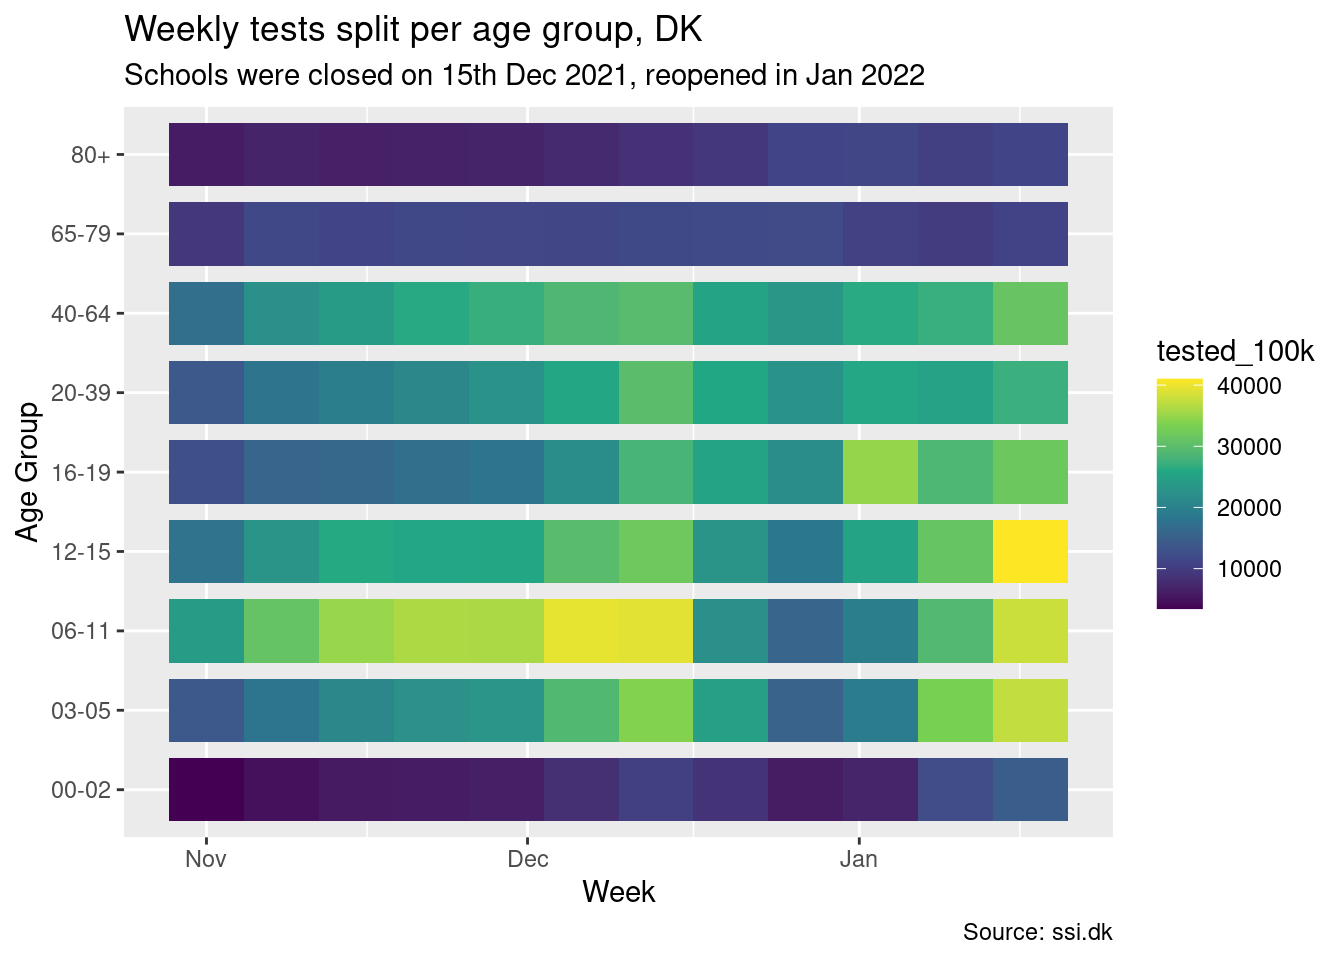 Weekly tests split per age group, DK
Schools were closed on 15th Dec 2021, reopened in Jan 2022
80+
65-79
40-64
20-39
16-19
12-15
06-11
03-05
00-02
Age Group
Nov Dec Jan
Week
tested_100k
40000
30000
20000
10000
Source: ssi.dk